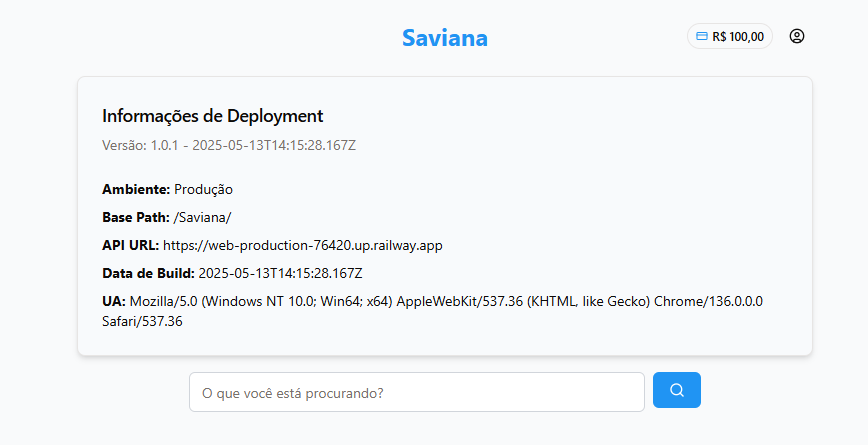 Saviana
R$ 100,00
Informações de Deployment
Versão: 1.0.1 - 2025-05-13T14:15:28.167Z
Ambiente: Produção
Base Path: /Saviana/
API URL: https://web-production-76420.up.railway.app
Data de Build: 2025-05-13T14:15:28.167Z
UA: Mozilla/5.0 (Windows NT 10.0; Win64; x64) AppleWebKit/537.36 (KHTML, like Gecko) Chrome/136.0.0.0
Safari/537.36
O que você está procurando?